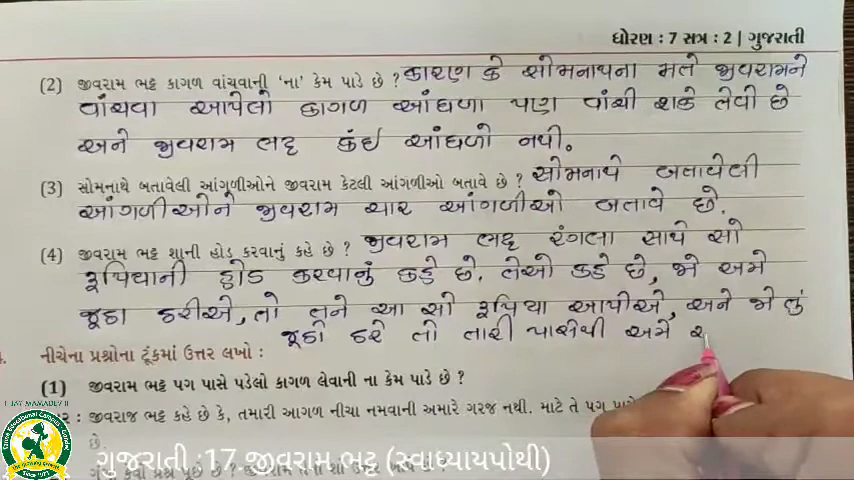 ધોરણ : 7 સત્ર : 2 | ગુજરાતી
(2) જીવરામ ભટ્ટ કાગળ વાંચવાની ‘ના’ કેમ પાડે છે ? કારણ કે સોમનાથના મતે જીવરામને
વાંચવા આપેલો કાગળ આંધળા પણ વાંચી શકે તેવો છે
અને જીવરામ ભટ્ટ કંઈ આંધળો નથી.
(3) સોમનાથે બતાવેલી આંગૂળીઓને જીવરામ કેટલી આંગળીઓ બતાવે છે ? સોમનાથે બતાવેલી
આંગળીઓને જીવરામ ચાર આંગળીઓ બતાવે છે.
(4) જીવરામ ભટ્ટ શાની હોડ કરવાનું કહે છે ? જીવરામ ભટ્ટ રંગલા સાથે સો
રૂપિયાની હોડ કરવાનું કહે છે. તેઓ કહે છે, જો અમે
જૂઠા ઠરીએ, તો તને આ સો રૂપિયા આપીએ, અને જો તું
જૂઠો ઠરે તો તારી પાસેથી અમે
નીચેના પ્રશ્નોના ટૂંકમાં ઉત્તર લખો :
(1) જીવરામ ભટ્ટ પગ પાસે પડેલો કાગળ લેવાની ના કેમ પાડે છે ?
જીવરાજ ભટ્ટ કહે છે કે, તમારી આગળ નીચા નમવાની અમારે ગરજ નથી. માટે તે પગ
છે.
ગુજરાતી :17.જીવરામ ભટ્ટ (સ્વાધ્યાયપોથી)